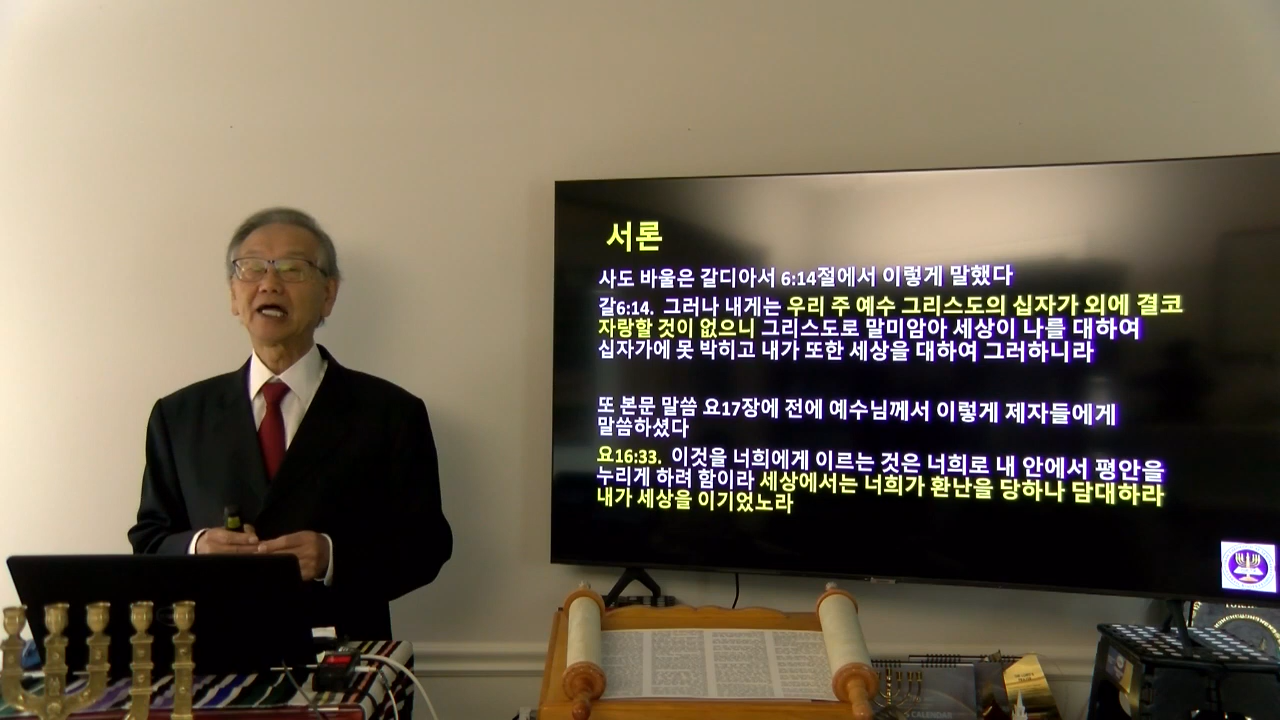 서론
사도 바울은 갈디아서 6:14절에서 이렇게 말했다
갈6:14. 그러나 내게는 우리 주 예수 그리스도의 십자가 외에 결코
자랑할 것이 없으니 그리스도로 말미암아 세상이 나를 대하여
십자가에 못 박히고 내가 또한 세상을 대하여 그러하니라
또 본문 말씀 요17장에 전에 예수님께서 이렇게 제자들에게
말씀하셨다
요16:33. 이것을 너희에게 이르는 것은 너희로 내 안에서 평안을
누리게 하려 함이라 세상에서는 너희가 환난을 당하나 담대하라
내가 세상을 이기었노라
CALENDAR